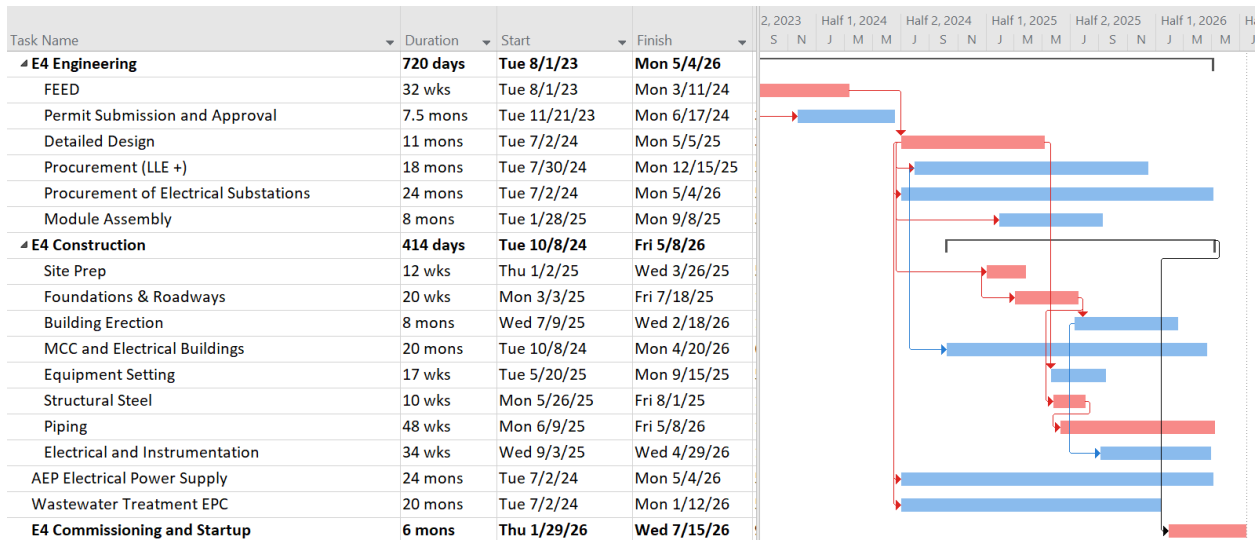 2, 2023 Half 1, 2024 Half 2, 2024 Half 1, 2025 Half 2, 2025 Half 1, 2026
Task Name Duration Start Finish S N J M M J S N J M M J S N J M M J
E4 Engineering 720 days Tue 8/1/23 Mon 5/4/26
FEED 32 wks Tue 8/1/23 Mon 3/11/24
Permit Submission and Approval 7.5 mons Tue 11/21/23 Mon 6/17/24
Detailed Design 11 mons Tue 7/2/24 Mon 5/5/25
Procurement (LLE +) 18 mons Tue 7/30/24 Mon 12/15/25
Procurement of Electrical Substations 24 mons Tue 7/2/24 Mon 5/4/26
Module Assembly 8 mons Tue 1/28/25 Mon 9/8/25
E4 Construction 414 days Tue 10/8/24 Fri 5/8/26
Site Prep 12 wks Thu 1/2/25 Wed 3/26/25
Foundations & Roadways 20 wks Mon 3/3/25 Fri 7/18/25
Building Erection 8 mons Wed 7/9/25 Wed 2/18/26
MCC and Electrical Buildings 20 mons Tue 10/8/24 Mon 4/20/26
Equipment Setting 17 wks Tue 5/20/25 Mon 9/15/25
Structural Steel 10 wks Mon 5/26/25 Fri 8/1/25
Piping 48 wks Mon 6/9/25 Fri 5/8/26
Electrical and Instrumentation 34 wks Wed 9/3/25 Wed 4/29/26
AEP Electrical Power Supply 24 mons Tue 7/2/24 Mon 5/4/26
Wastewater Treatment EPC 20 mons Tue 7/2/24 Mon 1/12/26
E4 Commissioning and Startup 6 mons Thu 1/29/26 Wed 7/15/26